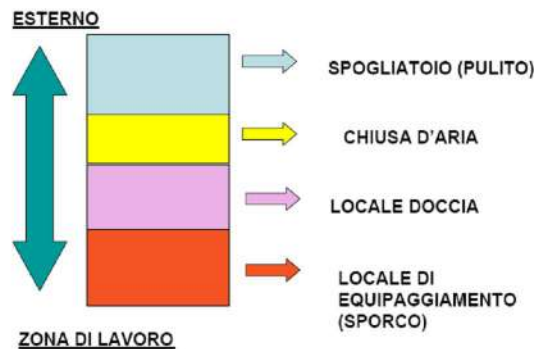 ESTERNO
SPOGLIATOIO (PULITO)
CHIUSA D'ARIA
LOCALE DOCCIA
LOCALE DI
EQUIPAGGIAMENTO
(SPORCO)
ZONA DI LAVORO